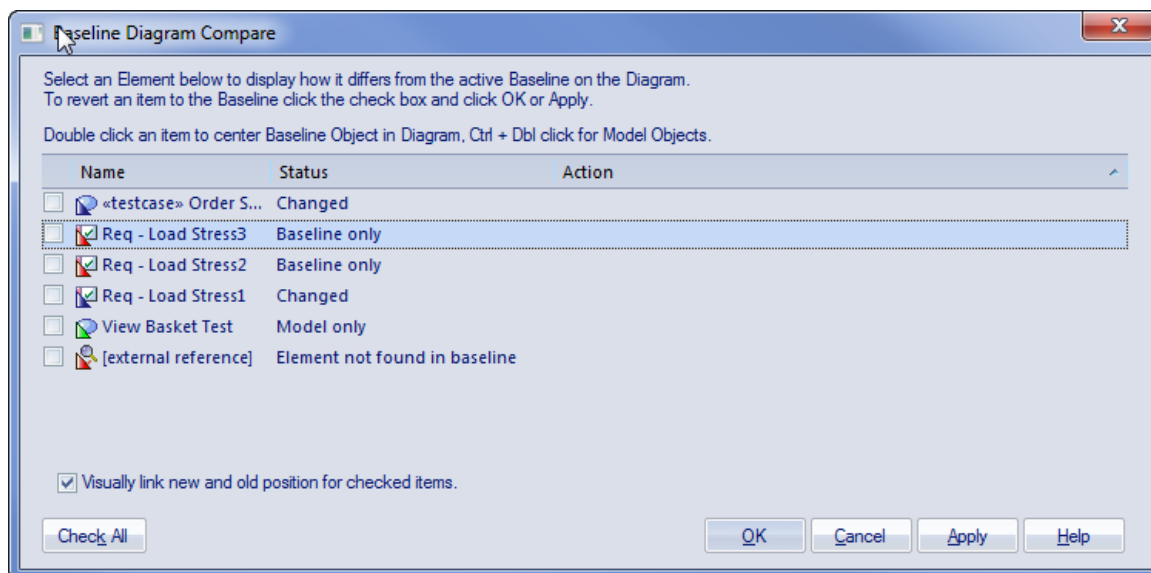 Baseline Diagram Compare
Select an Element below to display how it differs from the active Baseline on the Diagram.
To revert an item to the Baseline click the check box and click OK or Apply.
Double click an item to center Baseline Object in Diagram, Ctrl + Dbl click for Model Objects.
Name Status Action
«testcase» Order S... Changed
Req - Load Stress3 Baseline only
Req - Load Stress2 Baseline only
Req - Load Stress1 Changed
View Basket Test Model only
[external reference] Element not found in baseline
Visually link new and old position for checked items.
Check All OK Cancel Apply Help